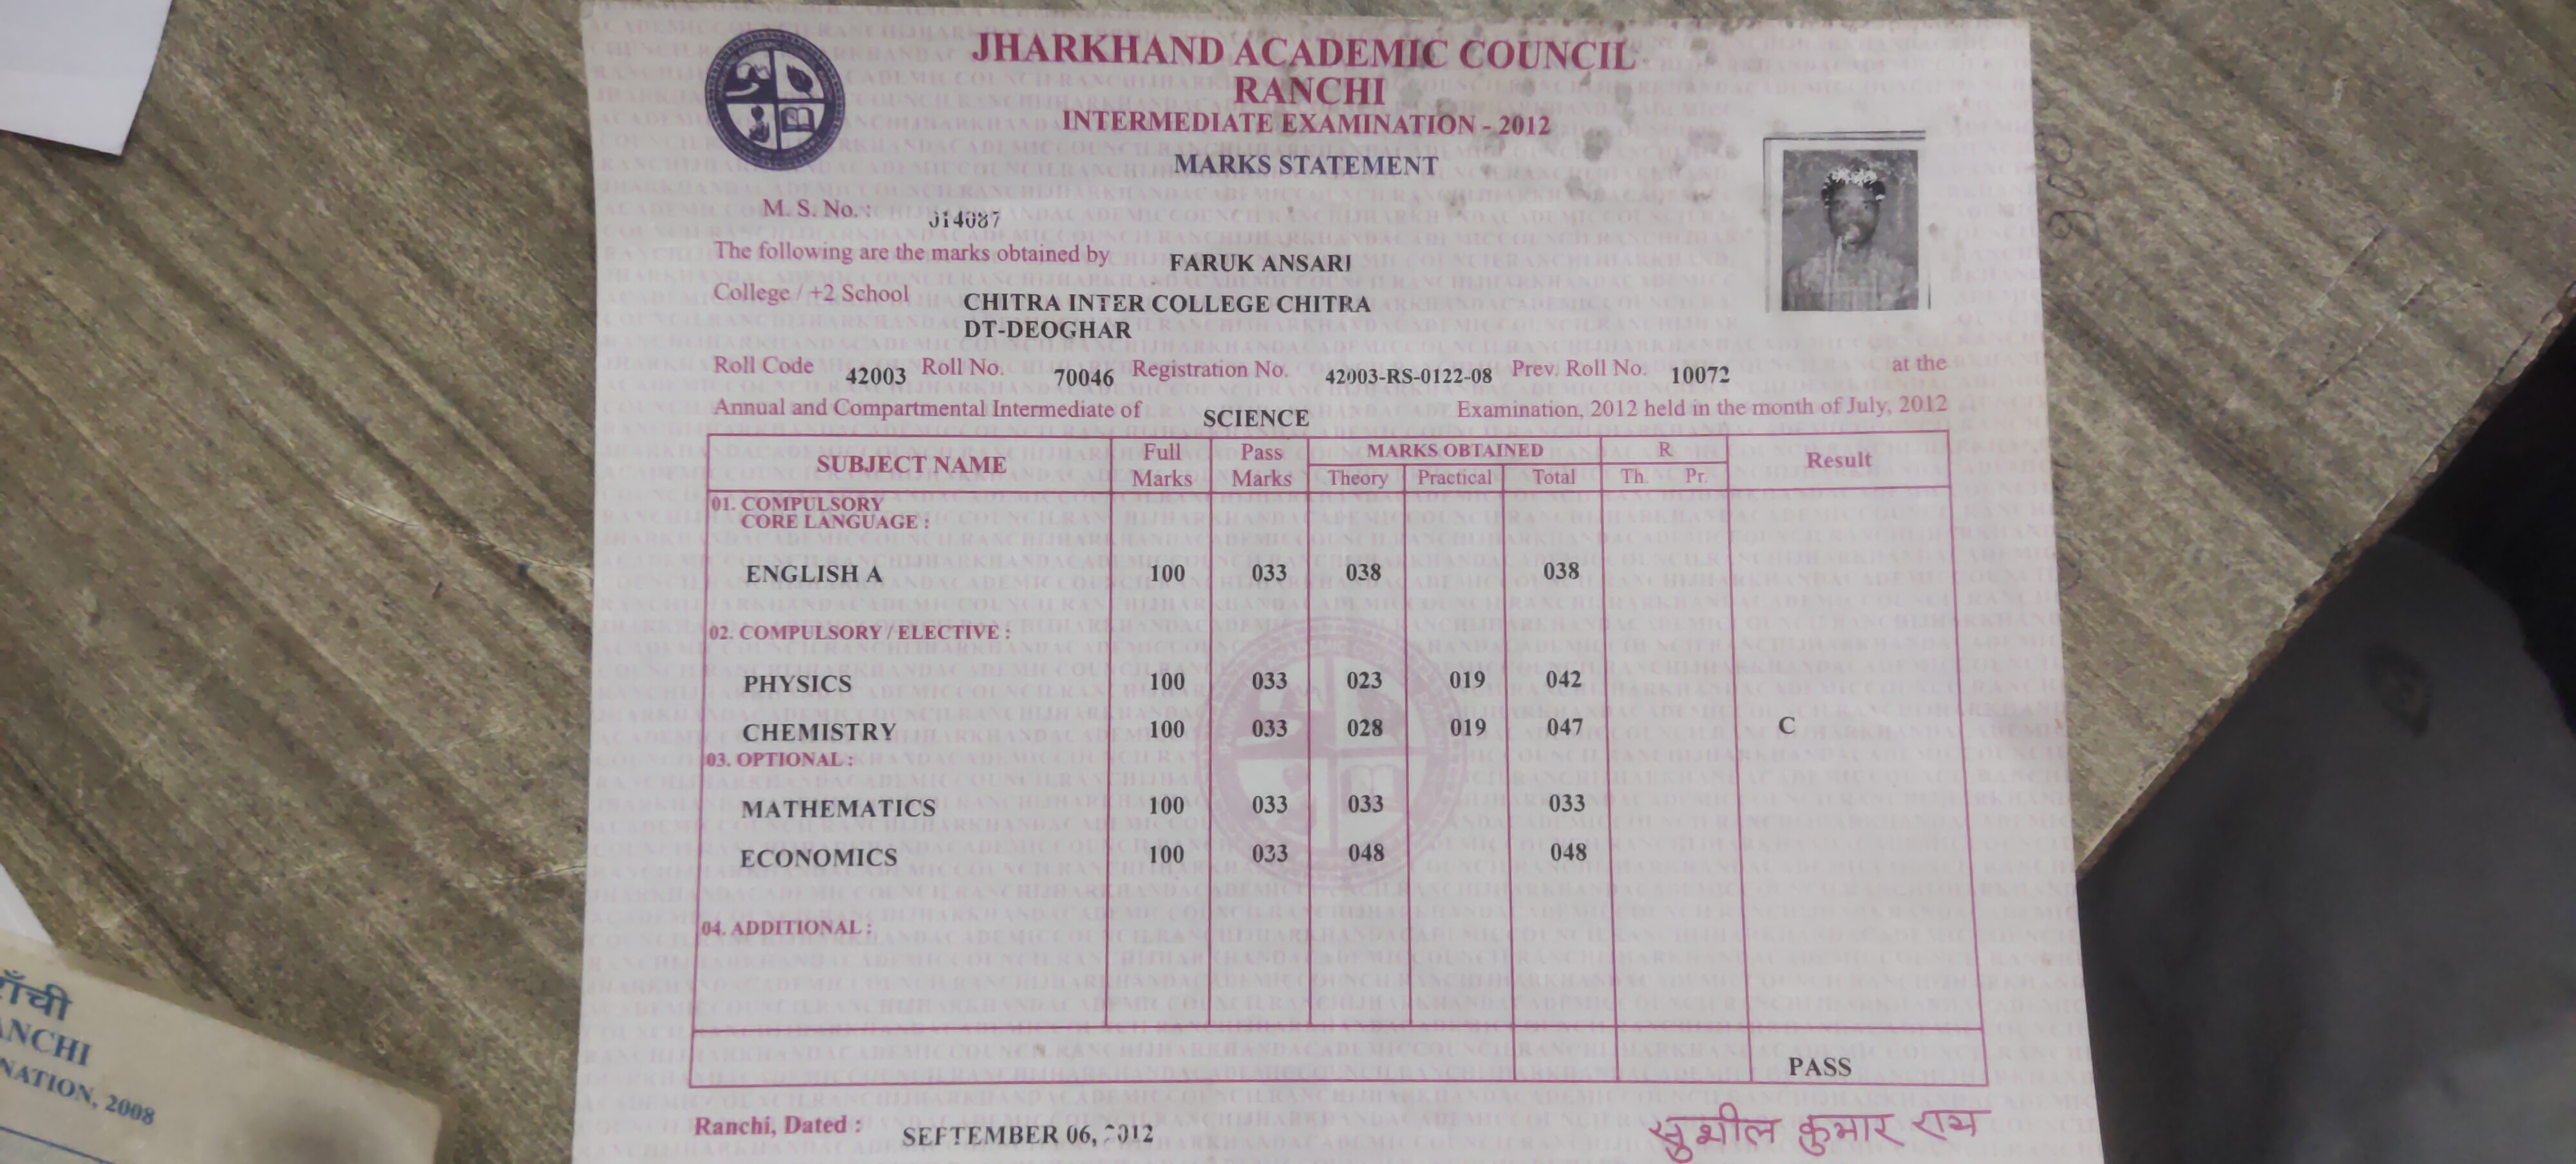 JHARKHAND ACADEMIC COUNCIL
RANCHI
INTERMEDIATE EXAMINATION - 2012
MARKS STATEMENT
M. S. No. : 014087
The following are the marks obtained by FARUK ANSARI
College / +2 School CHITRA INTER COLLEGE CHITRA
DT-DEOGHAR
Roll Code 42003 Roll No. 70046 Registration No. 42003-RS-0122-08 Prev. Roll No. 10072 at the
Annual and Compartmental Intermediate of SCIENCE Examination, 2012 held in the month of July, 2012
SUBJECT NAME Full Marks Pass Marks MARKS OBTAINED R Result
Theory Practical Total Th. Pr.
01. COMPULSORY
CORE LANGUAGE :
ENGLISH A 100 033 038 038
02. COMPULSORY / ELECTIVE :
PHYSICS 100 033 023 019 042
CHEMISTRY 100 033 028 019 047 C
03. OPTIONAL :
MATHEMATICS 100 033 033 033
ECONOMICS 100 033 048 048
04. ADDITIONAL :
PASS
Ranchi, Dated : SEPTEMBER 06, 2012
सुशील कुमार राय
राँची
ANCHI
NATION, 2008